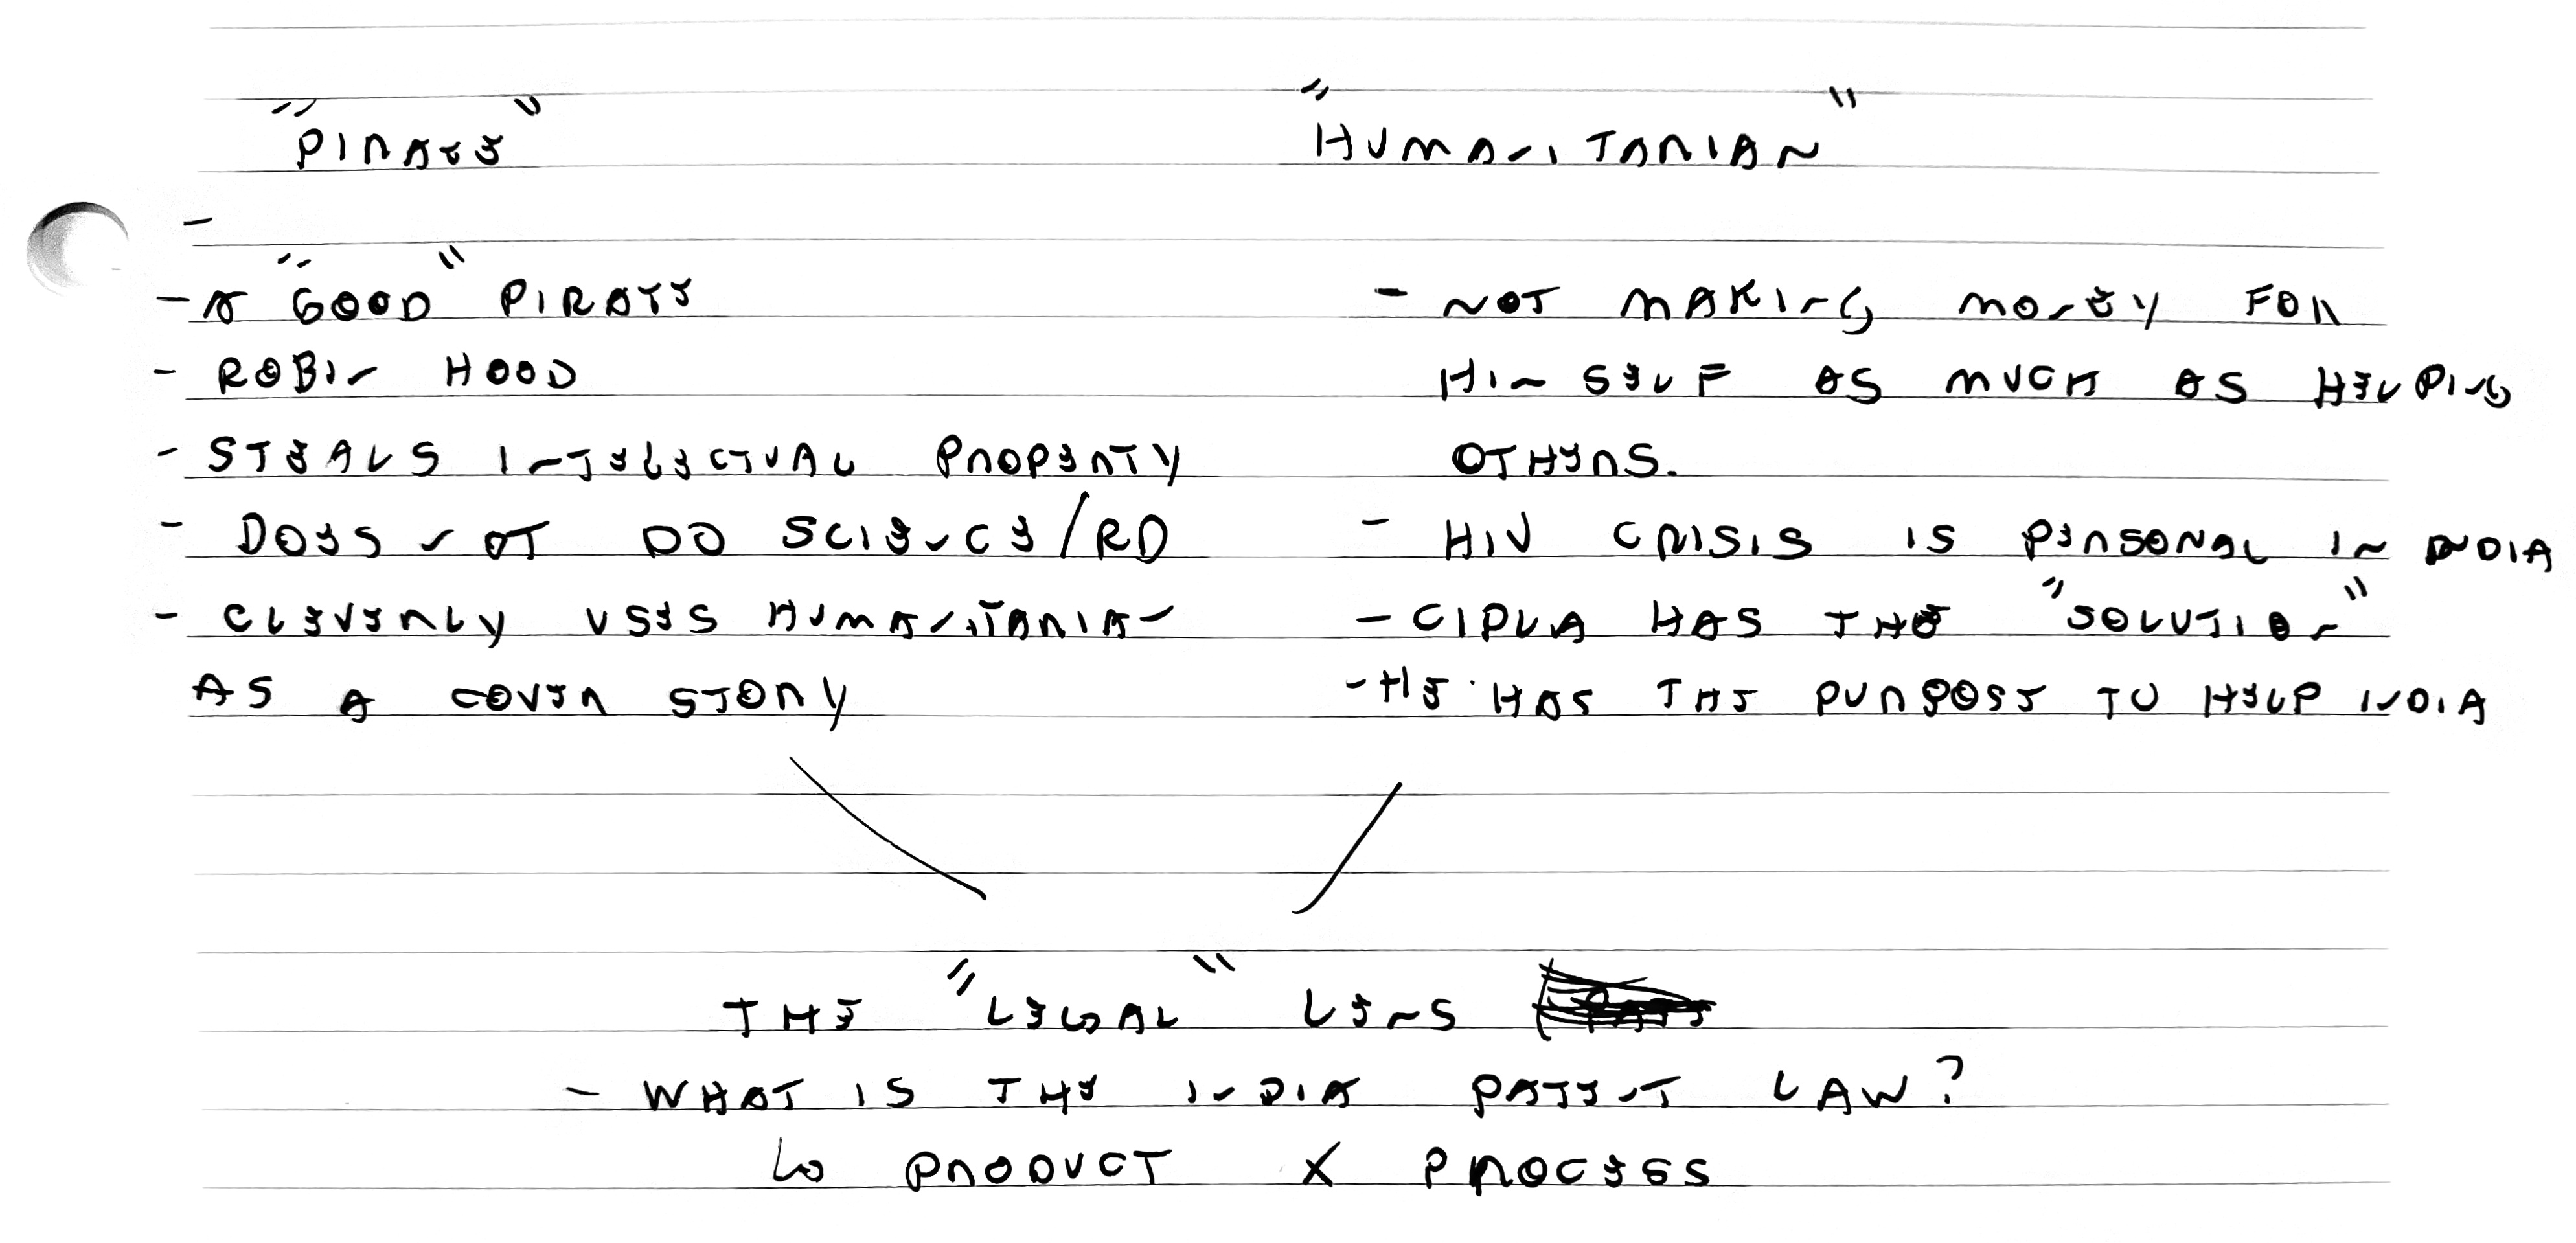 "PIRATE"
"HUMANITARIAN"
-
- A "GOOD" PIRATE
- ROBIN HOOD
- STEALS INTELECTUAL PROPERTY
- DOES NOT DO SCIENCE/RD
- CLEVERLY USES HUMANITARIAN
AS A COVER STORY
- NOT MAKING MONEY FOR
HIMSELF AS MUCH AS HELPING
OTHERS.
- HIV CRISIS IS PERSONAL IN INDIA
- CIPLA HAS THE "SOLUTION"
- HE HAS THE PURPOSE TO HELP INDIA
THE "LEGAL" LENS
- WHAT IS THE INDIA PATENT LAW?
↳ PRODUCT X PROCESS